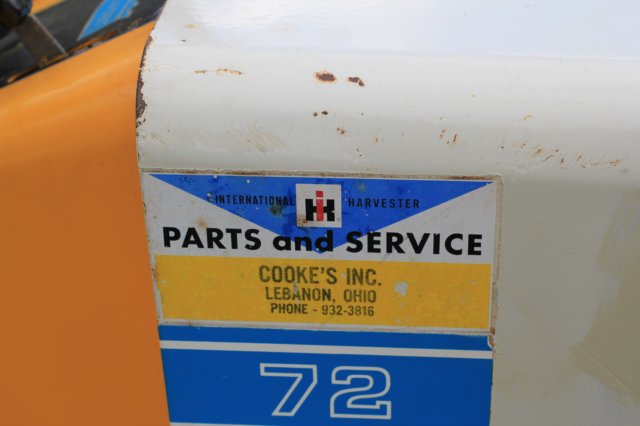 INTERNATIONAL IH HARVESTER
PARTS and SERVICE
COOKE'S INC.
LEBANON, OHIO
PHONE - 932-3816
72